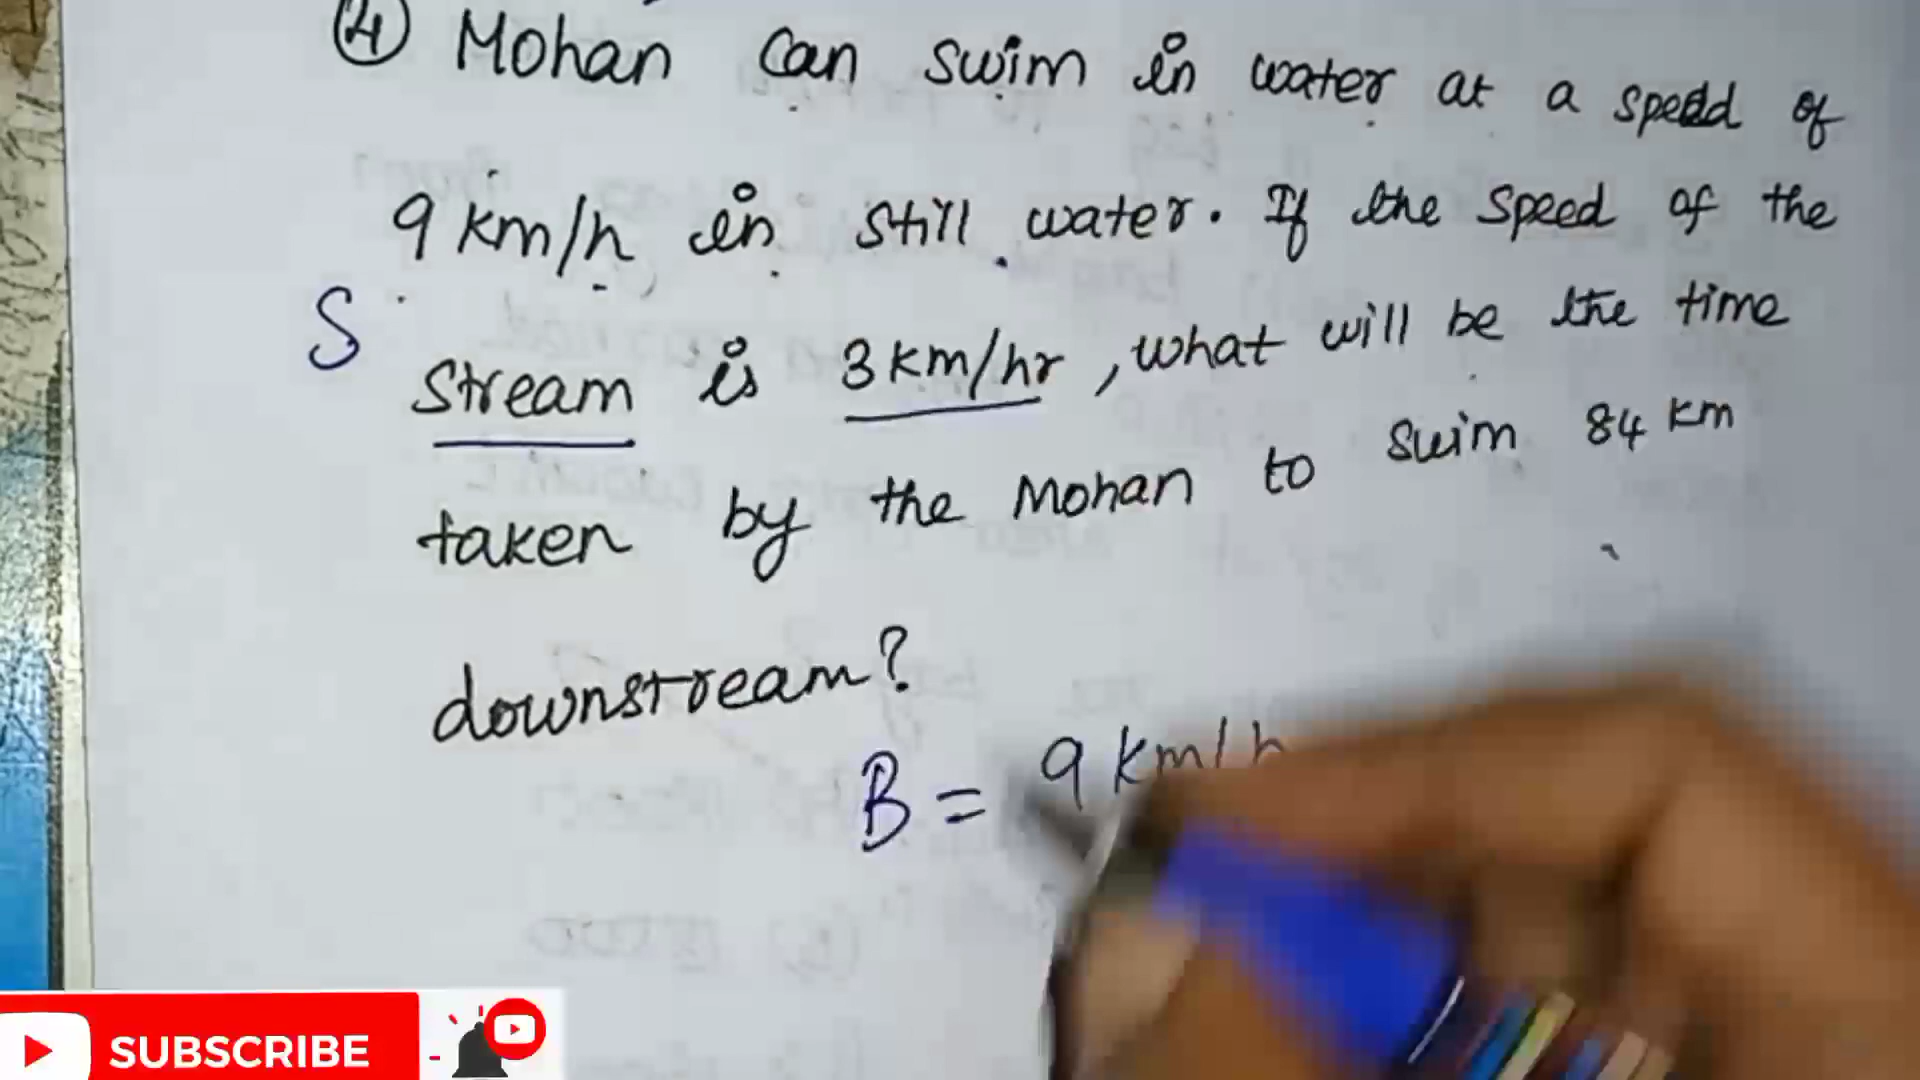 ④ Mohan can swim in water at a speed of
9 km/h in still water. If the speed of the
S
stream is 3 km/hr, what will be the time
taken by the Mohan to swim 84 km
downstream?
B = 9 km/h
SUBSCRIBE